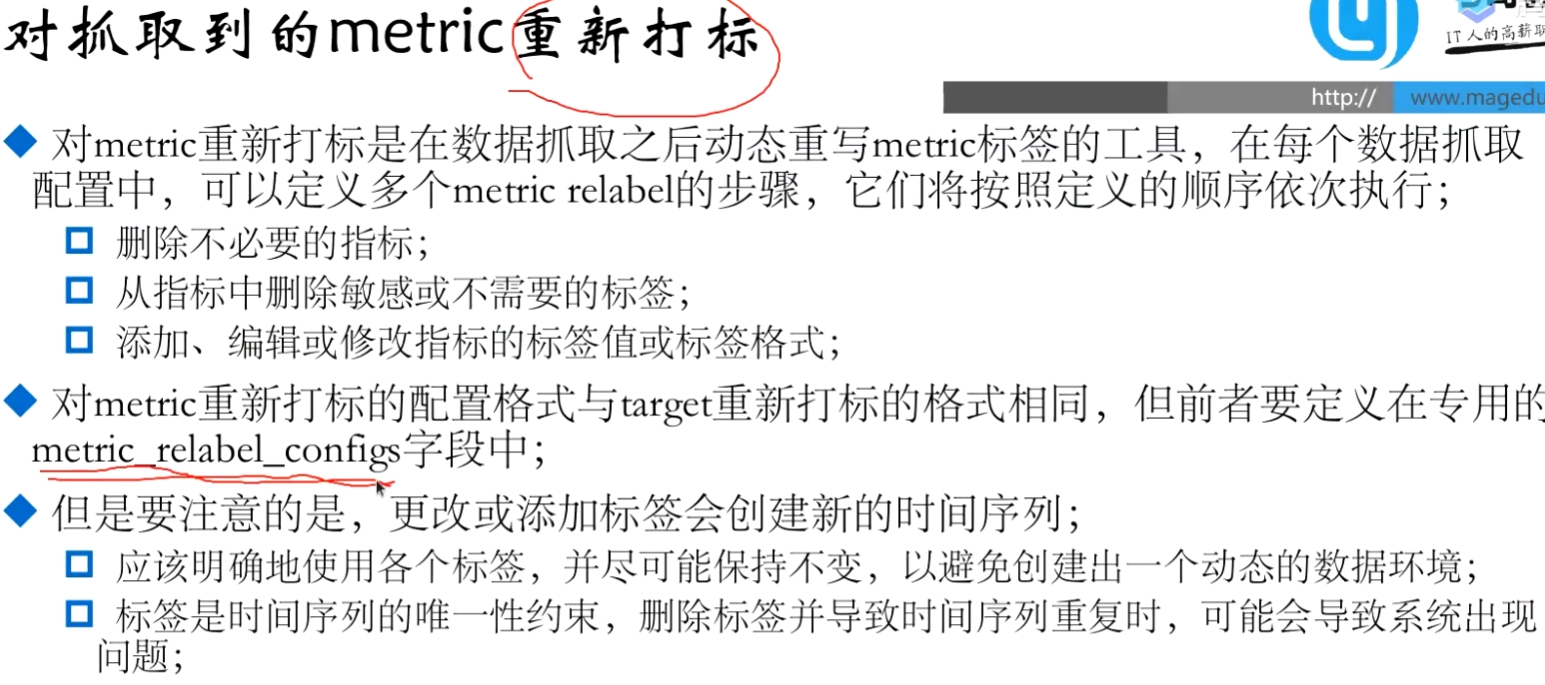 对抓取到的metric重新打标
IT人的高薪职
http:// www.magedu
对metric重新打标是在数据抓取之后动态重写metric标签的工具，在每个数据抓取
配置中，可以定义多个metric relabel的步骤，它们将按照定义的顺序依次执行；
删除不必要的指标；
从指标中删除敏感或不需要的标签；
添加、编辑或修改指标的标签值或标签格式；
对metric重新打标的配置格式与target重新打标的格式相同，但前者要定义在专用的
metric_relabel_configs字段中；
但是要注意的是，更改或添加标签会创建新的时间序列；
应该明确地使用各个标签，并尽可能保持不变，以避免创建出一个动态的数据环境；
标签是时间序列的唯一性约束，删除标签并导致时间序列重复时，可能会导致系统出现
问题；